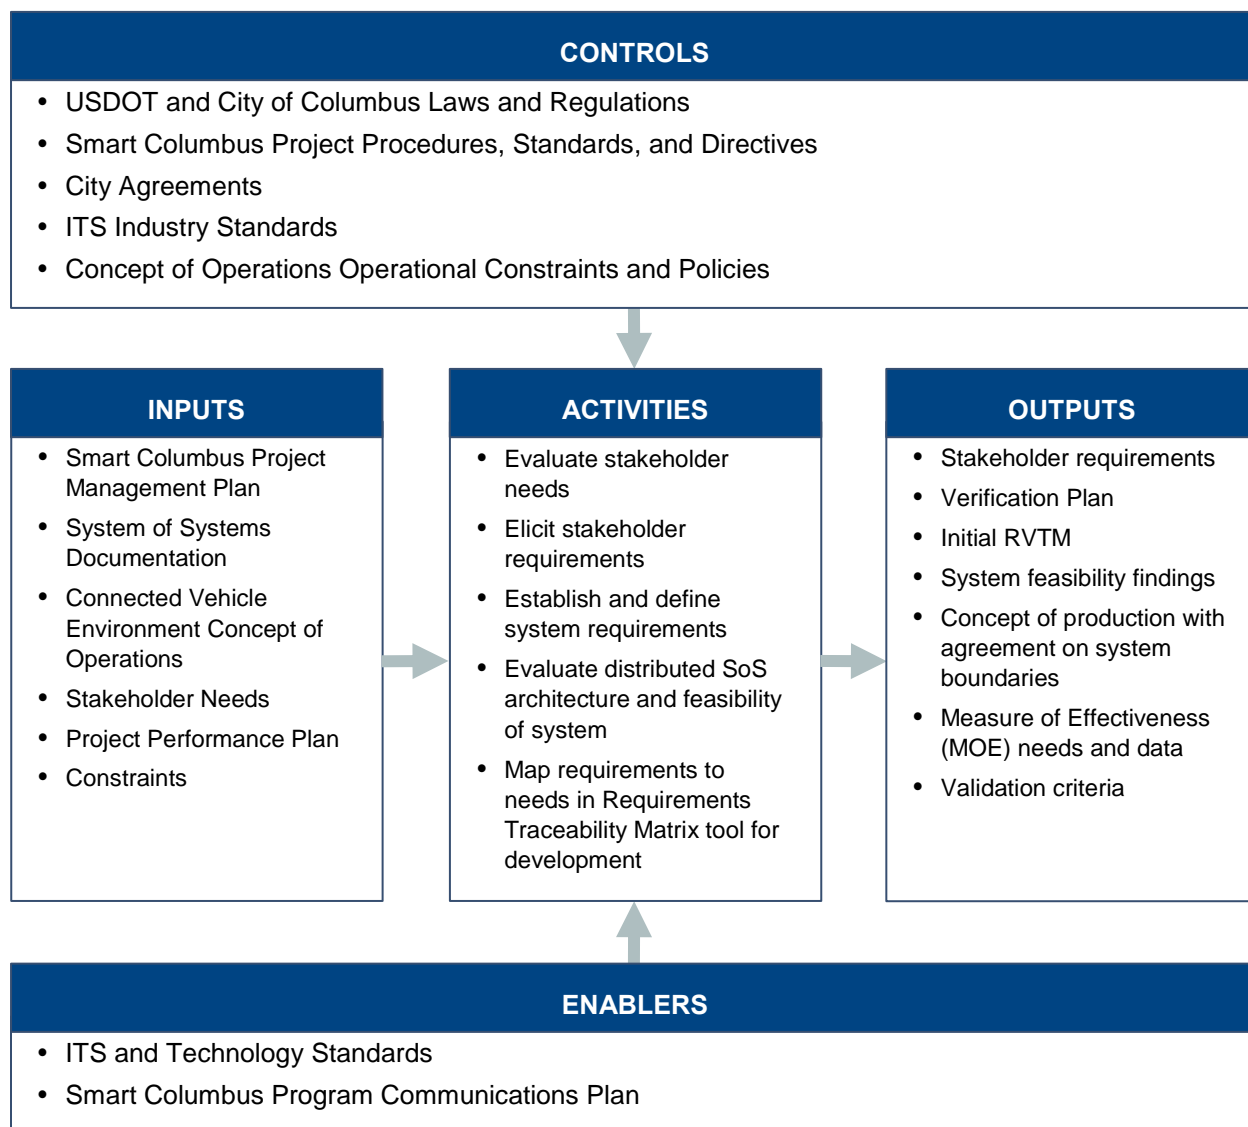 CONTROLS
• USDOT and City of Columbus Laws and Regulations
• Smart Columbus Project Procedures, Standards, and Directives
• City Agreements
• ITS Industry Standards
• Concept of Operations Operational Constraints and Policies
INPUTS
• Smart Columbus Project
Management Plan
• System of Systems
Documentation
• Connected Vehicle
Environment Concept of
Operations
• Stakeholder Needs
• Project Performance Plan
• Constraints
ACTIVITIES
• Evaluate stakeholder
needs
• Elicit stakeholder
requirements
• Establish and define
system requirements
• Evaluate distributed SoS
architecture and feasibility
of system
• Map requirements to
needs in Requirements
Traceability Matrix tool for
development
OUTPUTS
• Stakeholder requirements
• Verification Plan
• Initial RVTM
• System feasibility findings
• Concept of production with
agreement on system
boundaries
• Measure of Effectiveness
(MOE) needs and data
• Validation criteria
ENABLERS
• ITS and Technology Standards
• Smart Columbus Program Communications Plan